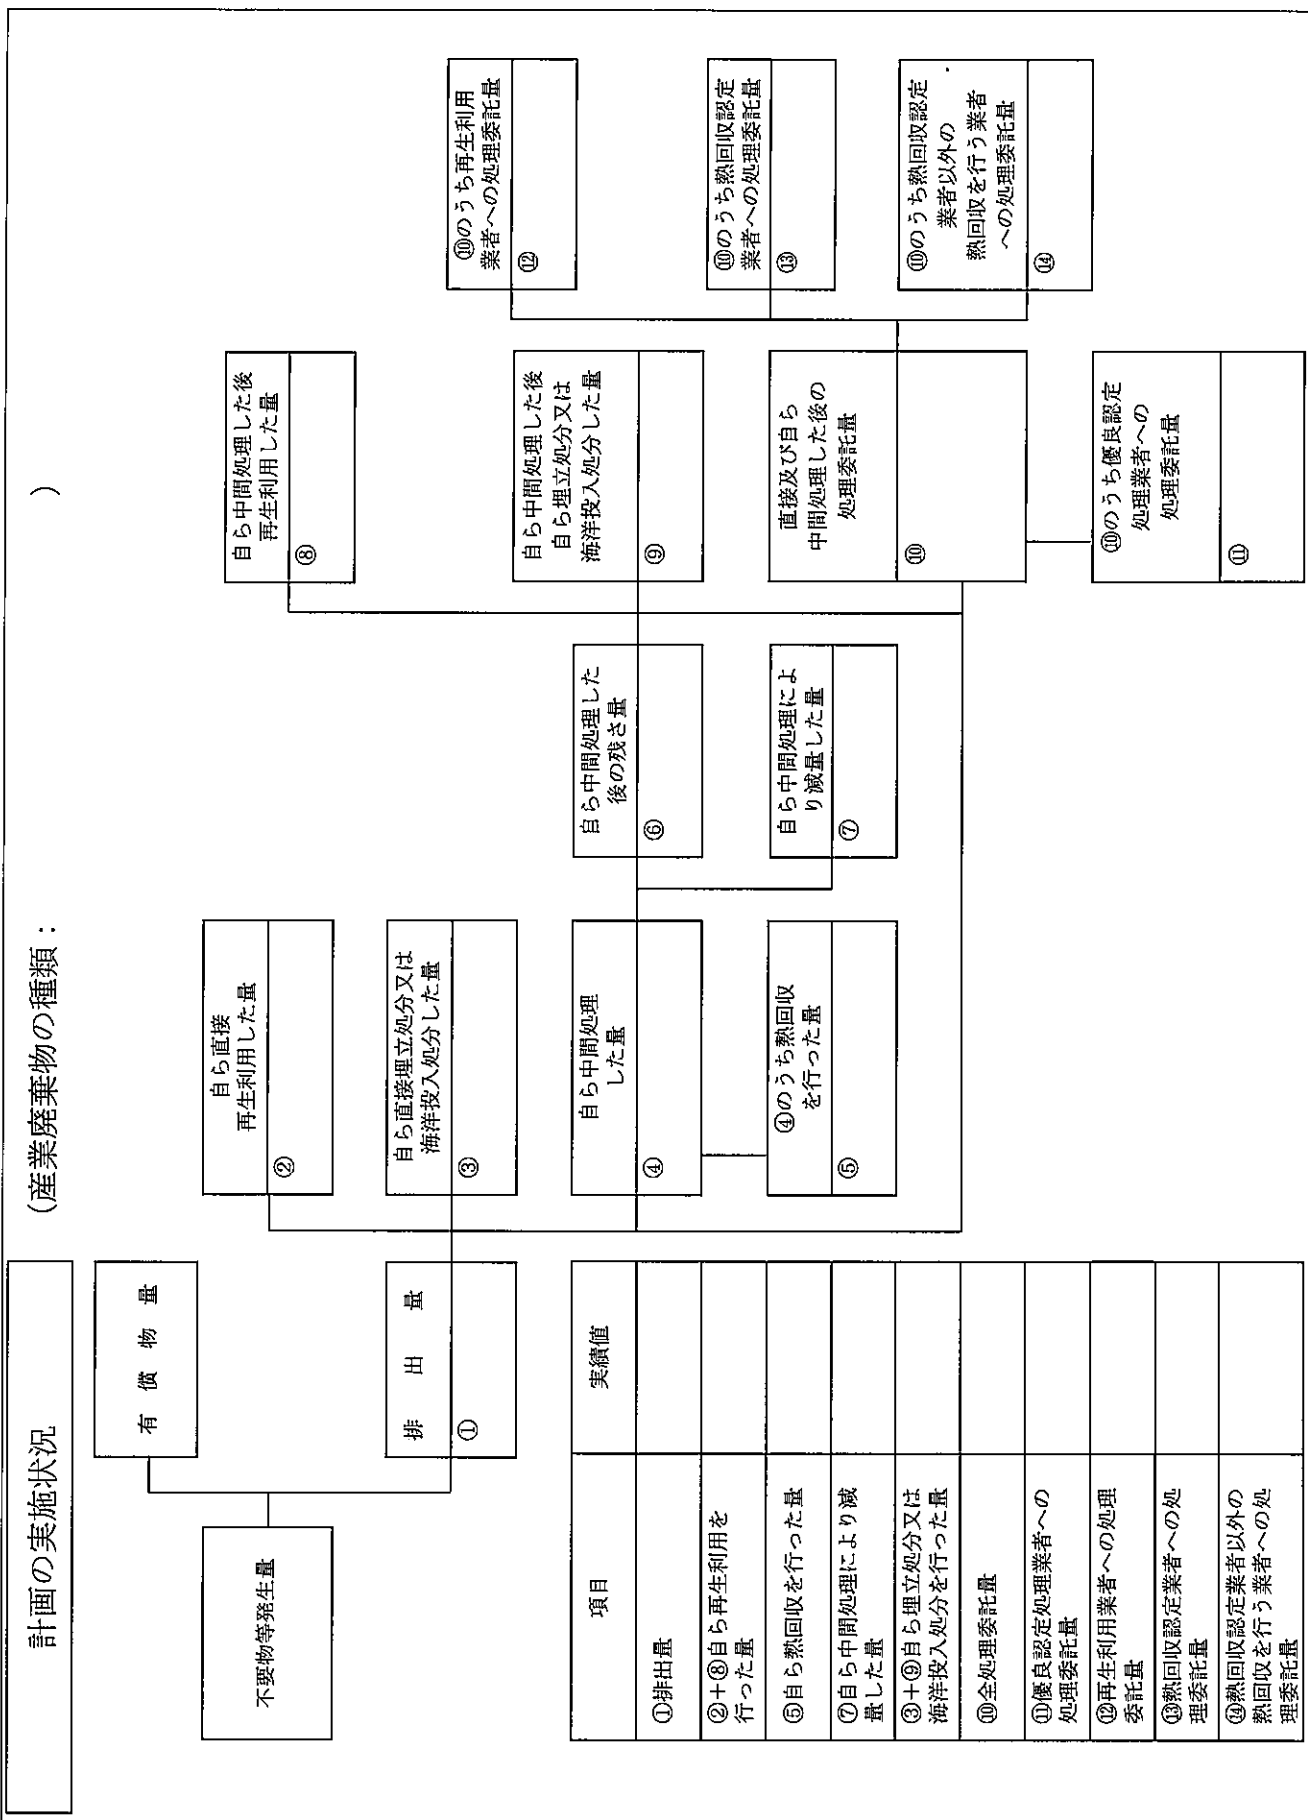 計画の実施状況
(産業廃棄物の種類： )
不要物等発生量
有償物量
排出量
①
自ら直接
再生利用した量
②
自ら直接埋立処分又は
海洋投入処分した量
③
自ら中間処理
した量
④
④のうち熱回収
を行った量
⑤
自ら中間処理した
後の残さ量
⑥
自ら中間処理によ
り減量した量
⑦
自ら中間処理した後
再生利用した量
⑧
自ら中間処理した後
自ら埋立処分又は
海洋投入処分した量
⑨
直接及び自ら
中間処理した後の
処理委託量
⑩
⑩のうち優良認定
処理業者への
処理委託量
⑪
⑩のうち再生利用
業者への処理委託量
⑫
⑩のうち熱回収認定
業者への処理委託量
⑬
⑩のうち熱回収認定
業者以外の
熱回収を行う業者
への処理委託量
⑭
項目
実績値
①排出量
②+⑧自ら再生利用を
行った量
⑤自ら熱回収を行った量
⑦自ら中間処理により減
量した量
③+⑨自ら埋立処分又は
海洋投入処分を行った量
⑩全処理委託量
⑪優良認定処理業者への
処理委託量
⑫再生利用業者への処理
委託量
⑬熱回収認定業者への処
理委託量
⑭熱回収認定業者以外の
熱回収を行う業者への処
理委託量